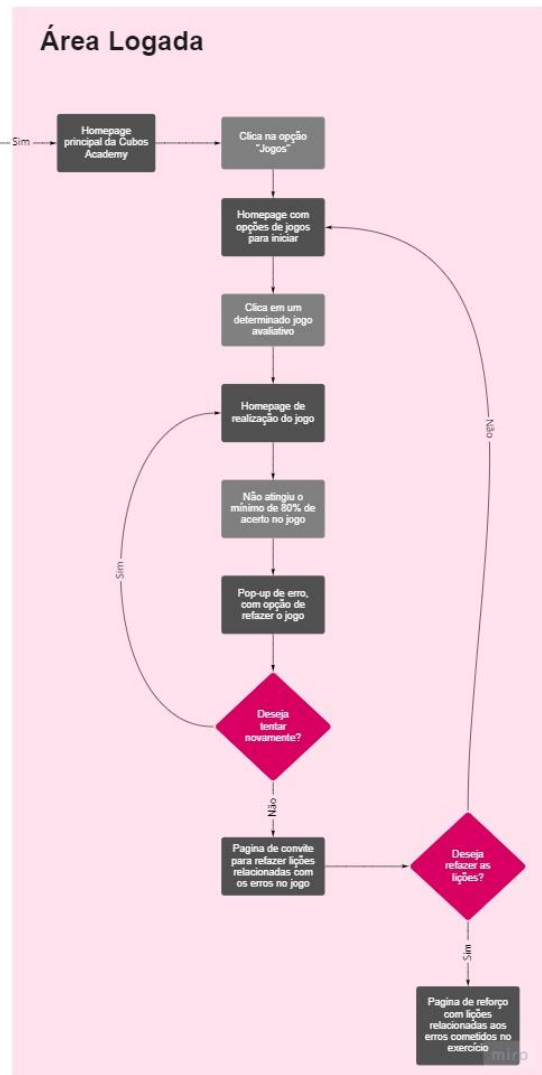 Área Logada
Sim
Homepage
principal da Cubos
Academy
Clica na opção
"Jogos"
Homepage com
opções de jogos
para iniciar
Clica em um
determinado jogo
avaliativo
Homepage de
realização do jogo
Não atingiu o
mínimo de 80% de
acerto no jogo
Pop-up de erro,
com opção de
refazer o jogo
Deseja
tentar
novamente?
Sim
Não
Pagina de convite
para refazer lições
relacionadas com
os erros no jogo
Deseja
refazer as
lições?
Não
Sim
Pagina de reforço
com lições
relacionadas aos
erros cometidos no
exercício
miro